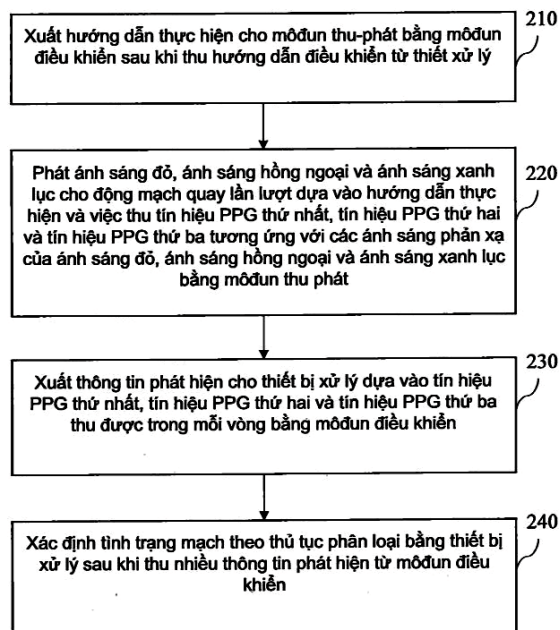 210
Xuất hướng dẫn thực hiện cho môđun thu-phát bằng môđun
điều khiển sau khi thu hướng dẫn điều khiển từ thiết xử lý
220
Phát ánh sáng đỏ, ánh sáng hồng ngoại và ánh sáng xanh
lục cho động mạch quay lần lượt dựa vào hướng dẫn thực
hiện và việc thu tín hiệu PPG thứ nhất, tín hiệu PPG thứ hai
và tín hiệu PPG thứ ba tương ứng với các ánh sáng phản xạ
của ánh sáng đỏ, ánh sáng hồng ngoại và ánh sáng xanh lục
bằng môđun thu phát
230
Xuất thông tin phát hiện cho thiết bị xử lý dựa vào tín hiệu
PPG thứ nhất, tín hiệu PPG thứ hai và tín hiệu PPG thứ ba
thu được trong mỗi vòng bằng môđun điều khiển
240
Xác định tình trạng mạch theo thủ tục phân loại bằng thiết bị
xử lý sau khi thu nhiều thông tin phát hiện từ môđun điều
khiển